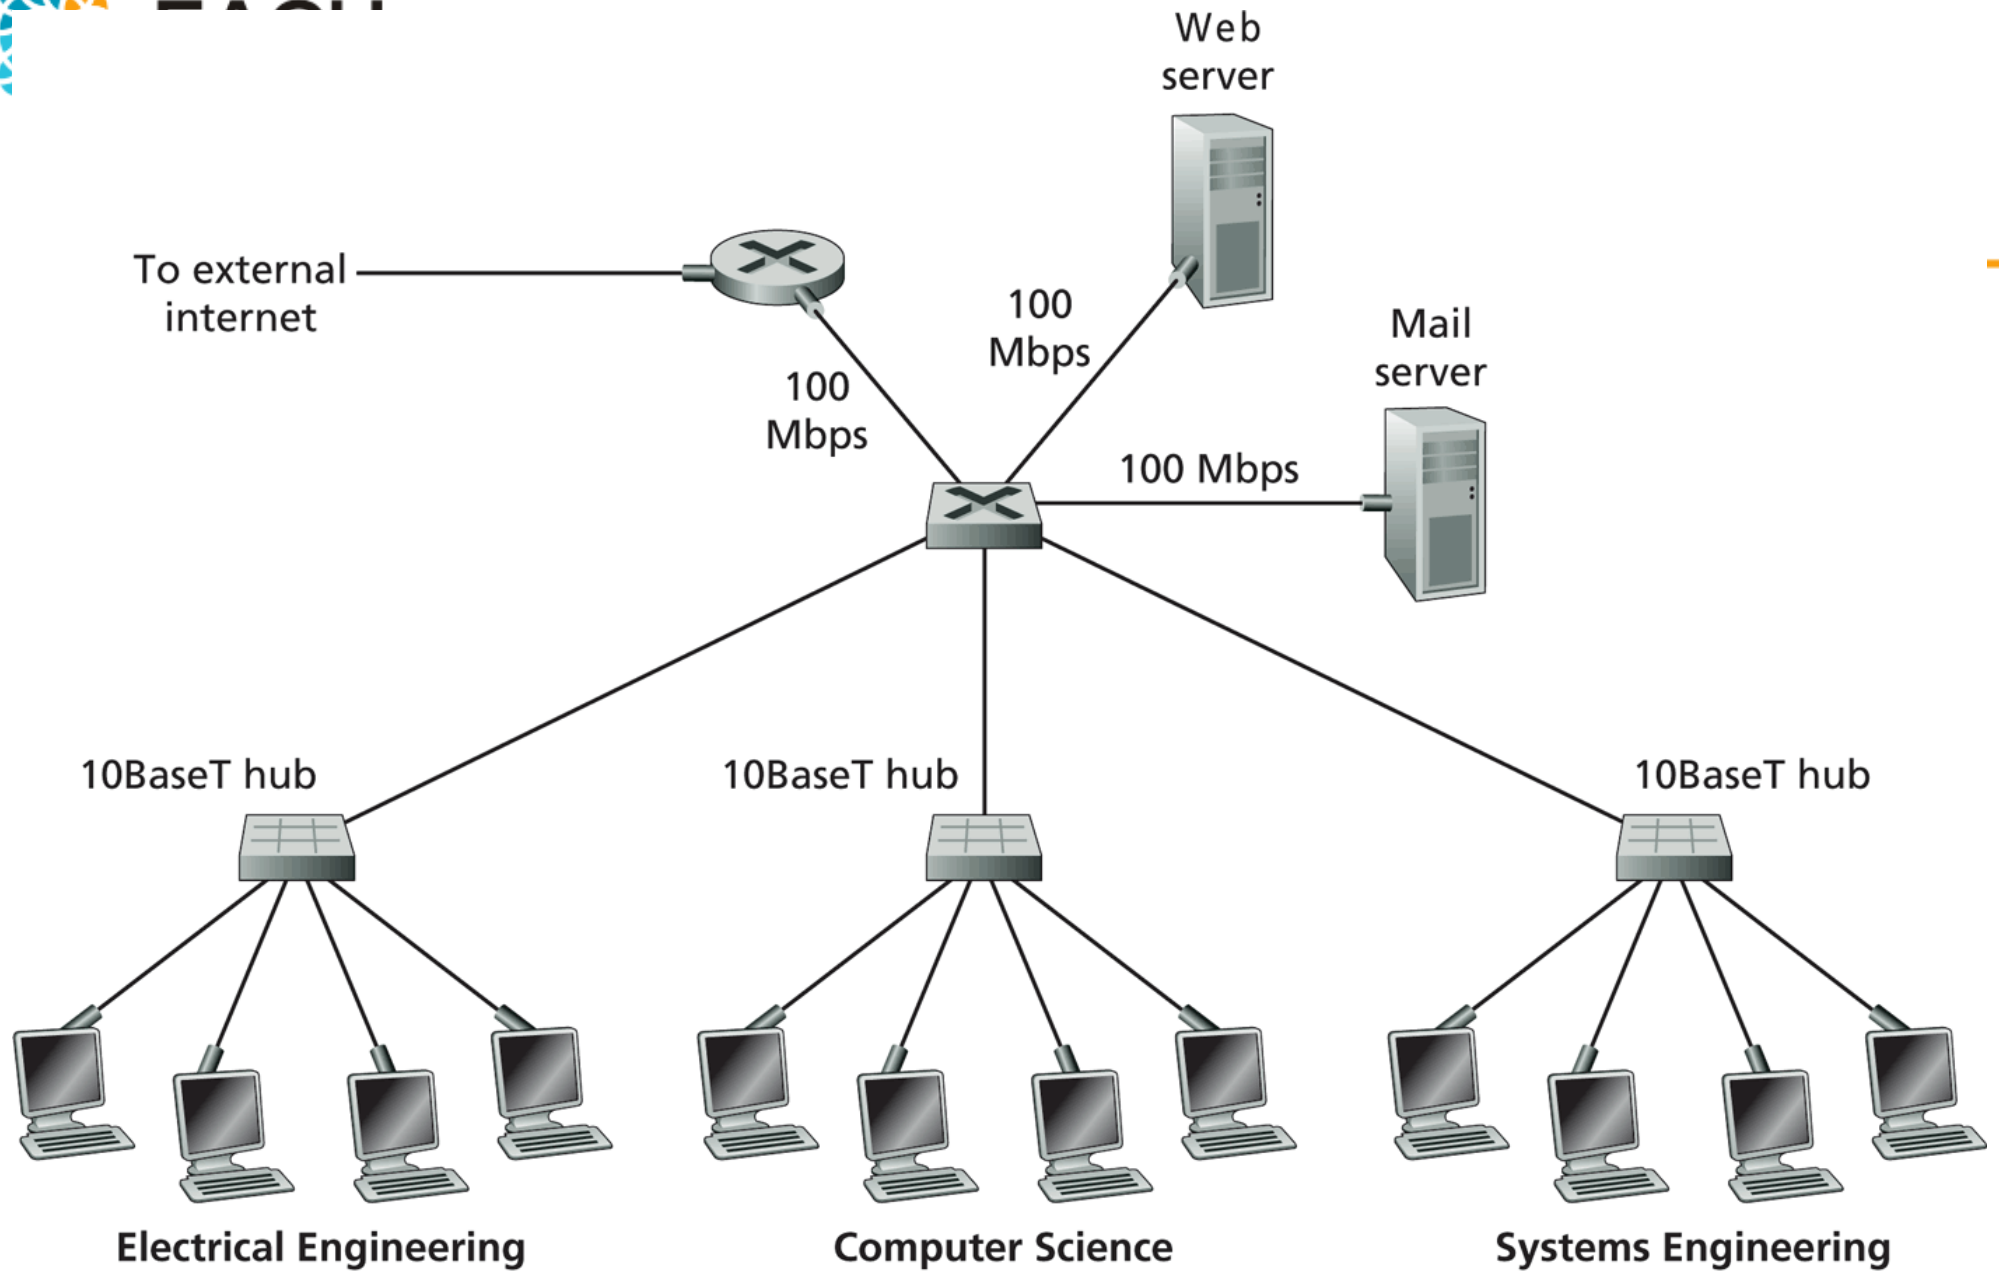 Web
server
To external
internet
100
Mbps
100
Mbps
Mail
server
100 Mbps
10BaseT hub
10BaseT hub
10BaseT hub
Electrical Engineering
Computer Science
Systems Engineering